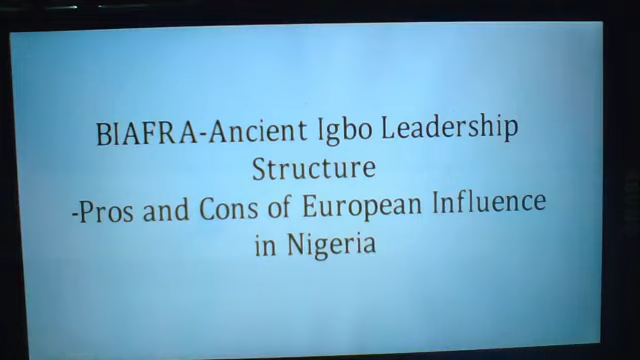 BIAFRA-Ancient Igbo Leadership
Structure
-Pros and Cons of European Influence
in Nigeria